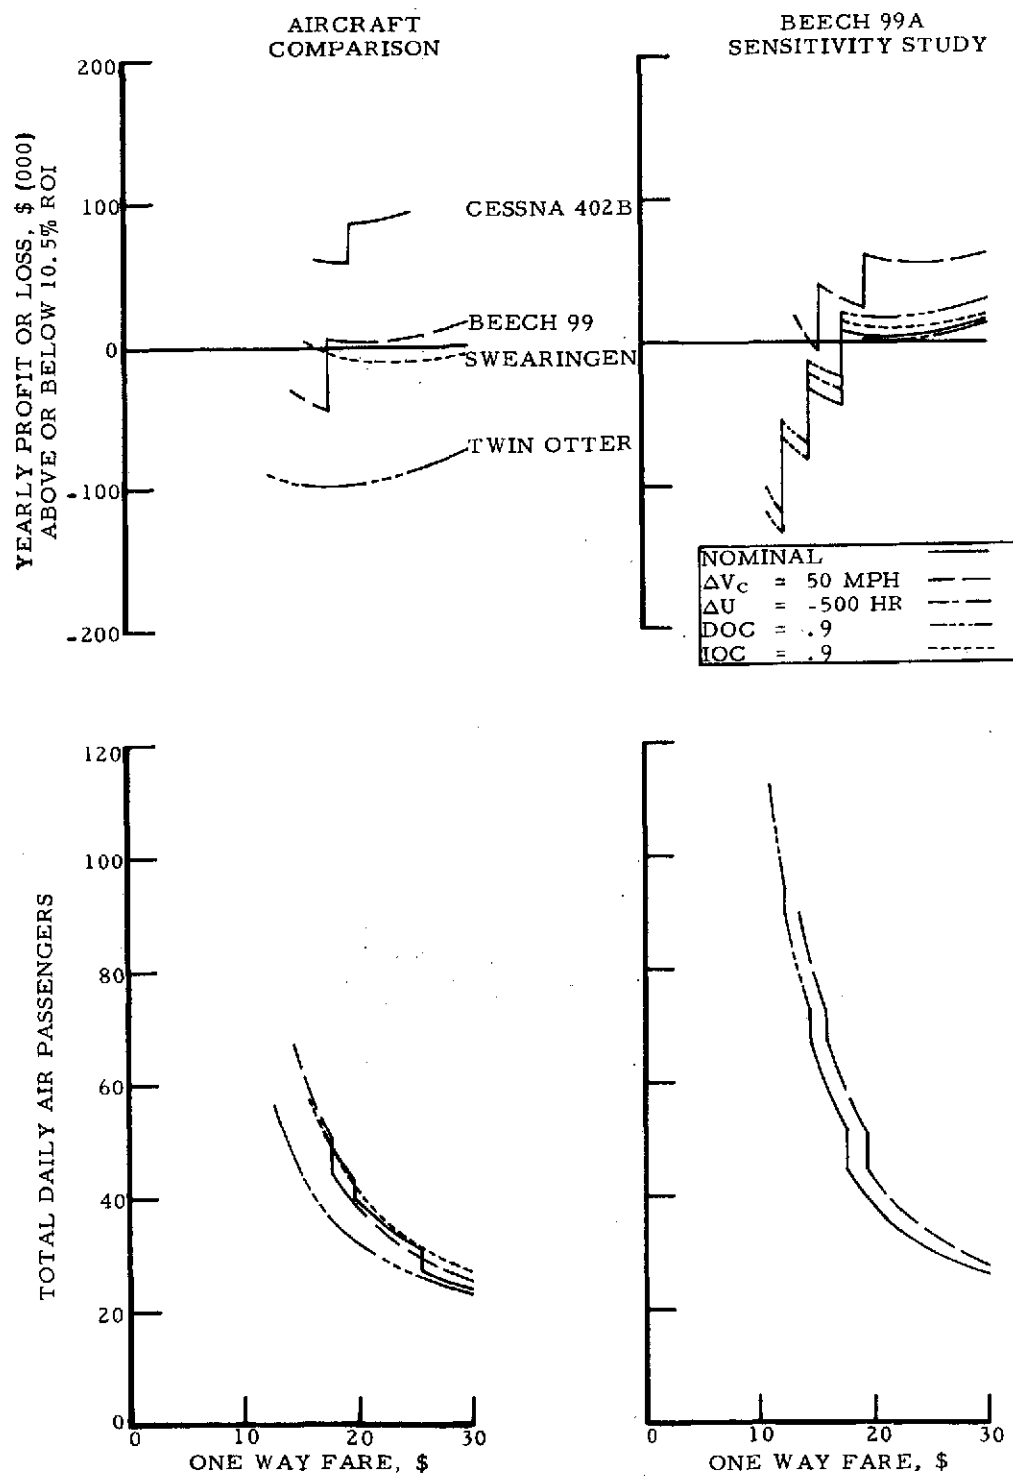 AIRCRAFT
COMPARISON
BEECH 99A
SENSITIVITY STUDY
YEARLY PROFIT OR LOSS, $ (000)
ABOVE OR BELOW 10.5% ROI
200
100
0
-100
-200
CESSNA 402B
BEECH 99
SWEARINGEN
TWIN OTTER
NOMINAL
ΔVc = 50 MPH
ΔU = -500 HR
DOC = .9
IOC = .9
TOTAL DAILY AIR PASSENGERS
120
100
80
60
40
20
0
0 10 20 30
ONE WAY FARE, $
0 10 20 30
ONE WAY FARE, $